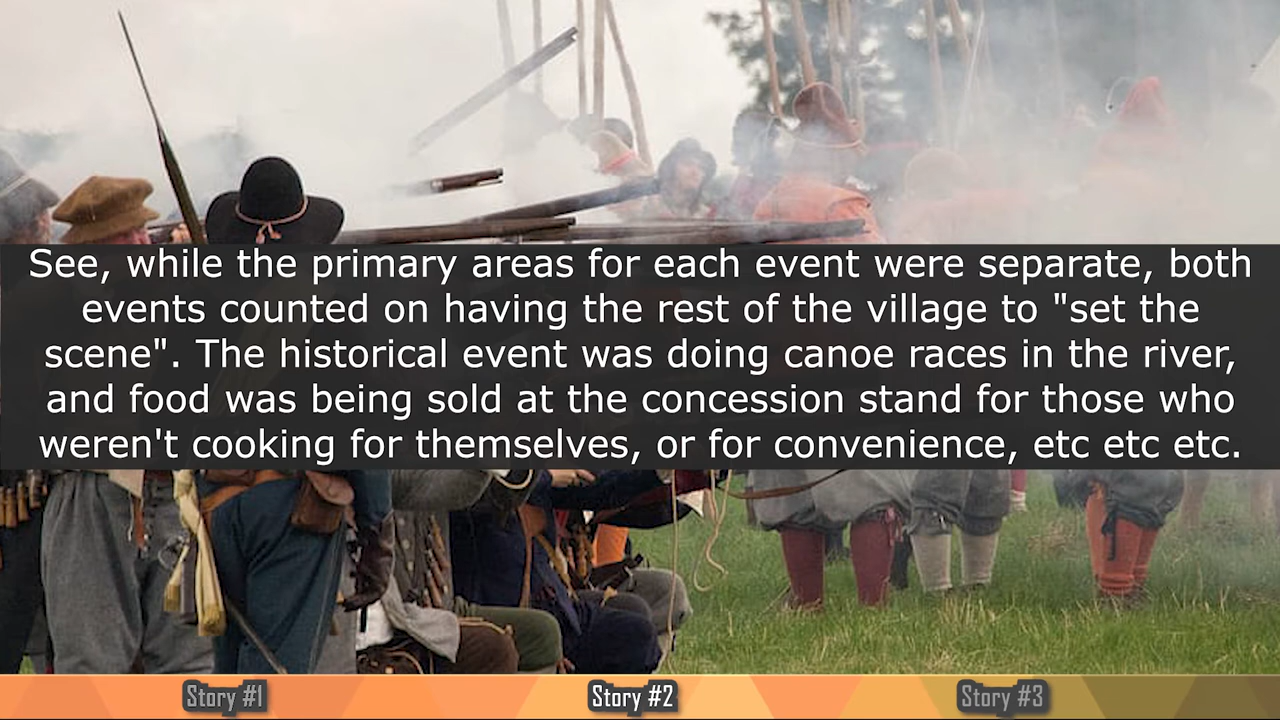 See, while the primary areas for each event were separate, both
events counted on having the rest of the village to "set the
scene". The historical event was doing canoe races in the river,
and food was being sold at the concession stand for those who
weren't cooking for themselves, or for convenience, etc etc etc.
Story #1
Story #2
Story #3